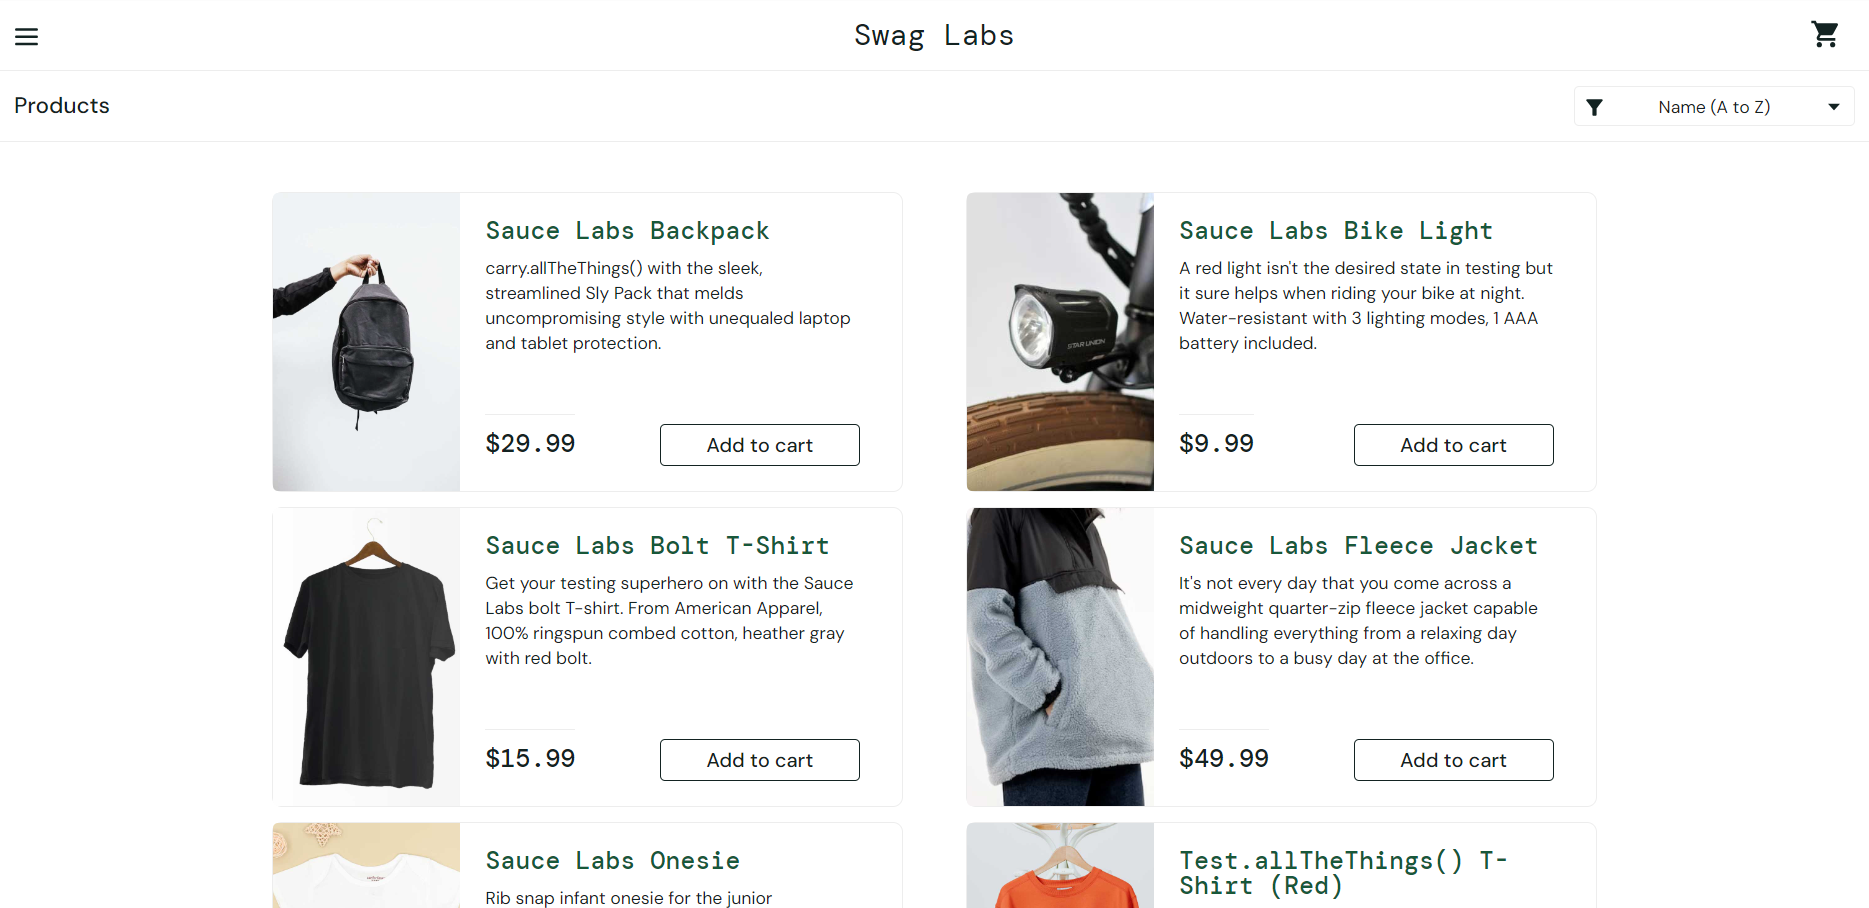 Swag Labs
Products
Name (A to Z)
Sauce Labs Backpack
carry.allTheThings() with the sleek,
streamlined Sly Pack that melds
uncompromising style with unequaled laptop
and tablet protection.
$29.99
Add to cart
Sauce Labs Bike Light
A red light isn't the desired state in testing but
it sure helps when riding your bike at night.
Water-resistant with 3 lighting modes, 1 AAA
battery included.
STAR UNION
$9.99
Add to cart
Sauce Labs Bolt T-Shirt
Get your testing superhero on with the Sauce
Labs bolt T-shirt. From American Apparel,
100% ringspun combed cotton, heather gray
with red bolt.
$15.99
Add to cart
Sauce Labs Fleece Jacket
It's not every day that you come across a
midweight quarter-zip fleece jacket capable
of handling everything from a relaxing day
outdoors to a busy day at the office.
$49.99
Add to cart
Sauce Labs Onesie
Rib snap infant onesie for the junior
Test.allTheThings() T-
Shirt (Red)